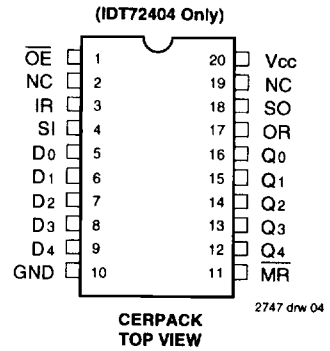 (IDT72404 Only)
O̅E̅ 1 20 Vcc
NC 2 19 NC
IR 3 18 SO
SI 4 17 OR
D0 5 16 Q0
D1 6 15 Q1
D2 7 14 Q2
D3 8 13 Q3
D4 9 12 Q4
GND 10 11 M̅R̅
2747 drw 04
CERPACK
TOP VIEW